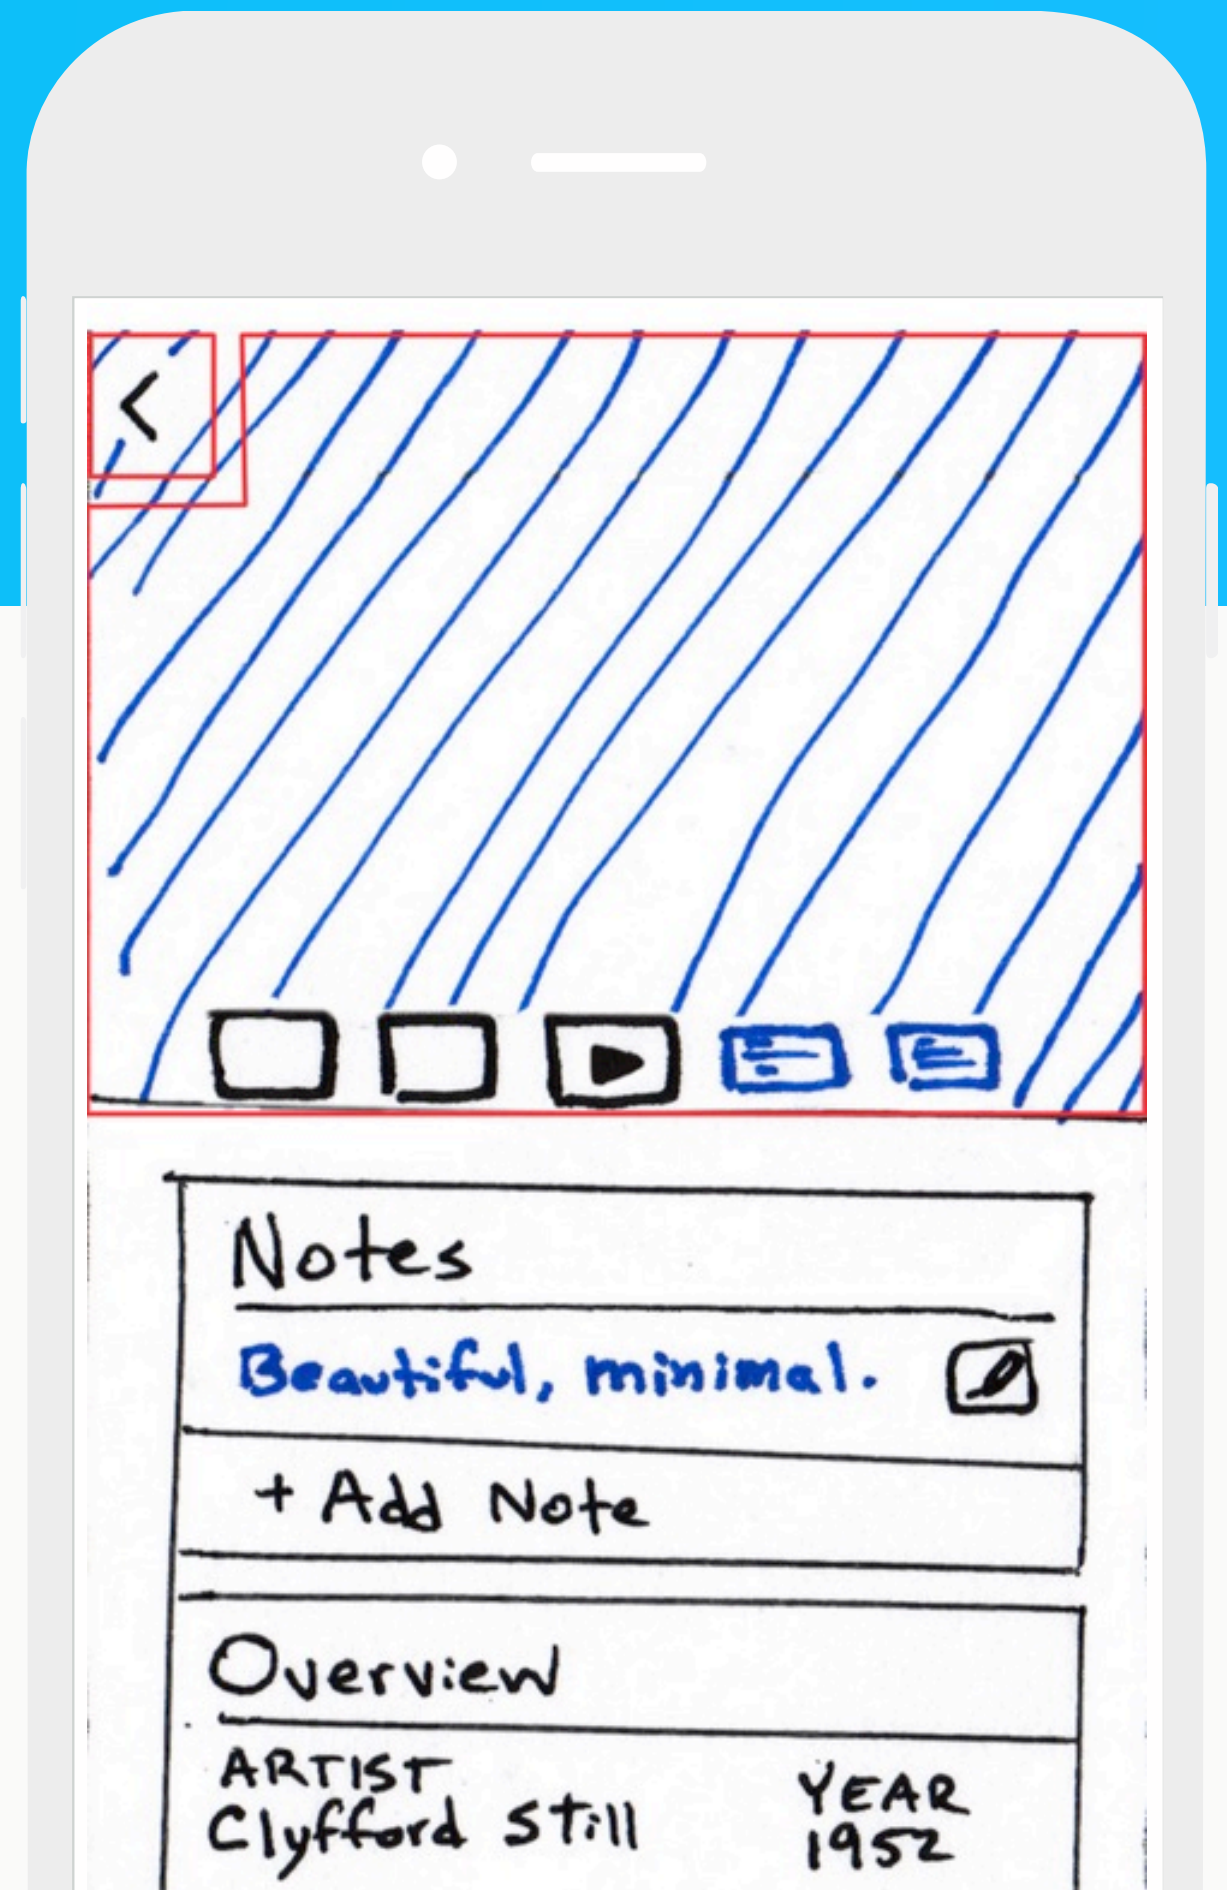 Notes
Beautiful, minimal.
+ Add Note
Overview
ARTIST YEAR
Clyfford Still 1952